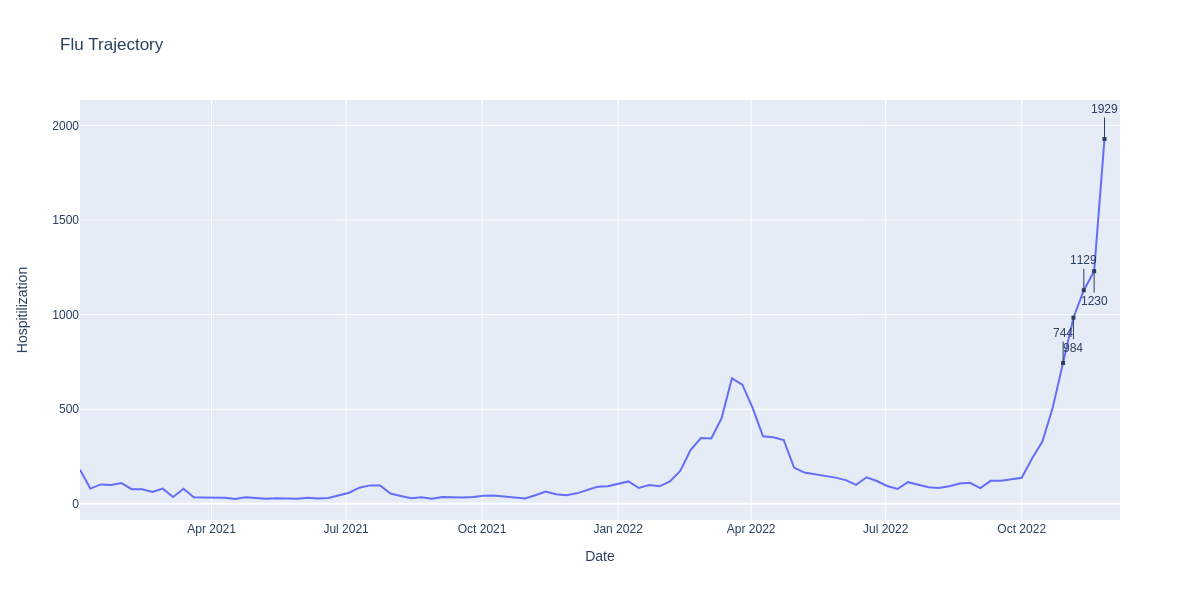 Flu Trajectory
2000
1500
1000
500
0
Hospitilization
1929
1129
1230
744
984
Apr 2021
Jul 2021
Oct 2021
Jan 2022
Apr 2022
Jul 2022
Oct 2022
Date